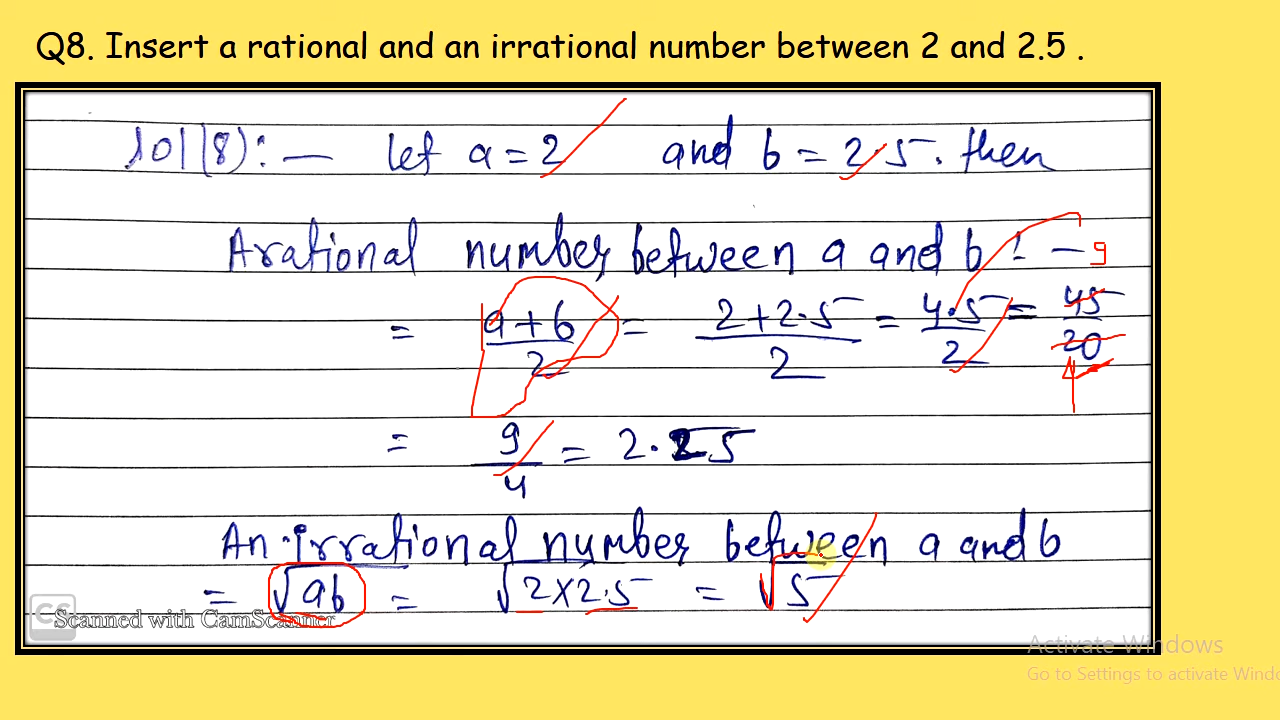 Q8. Insert a rational and an irrational number between 2 and 2.5 .
sol(8):— let a = 2 and b = 2.5. then
A rational number between a and b : —
9
= a+b/2 = 2+2.5/2 = 4.5/2 = 45/20
4
= 9/4 = 2.25
An irrational number between a and b
= √ab = √2×2.5 = √5
CS
Scanned with CamScanner
Activate Windows
Go to Settings to activate Windo